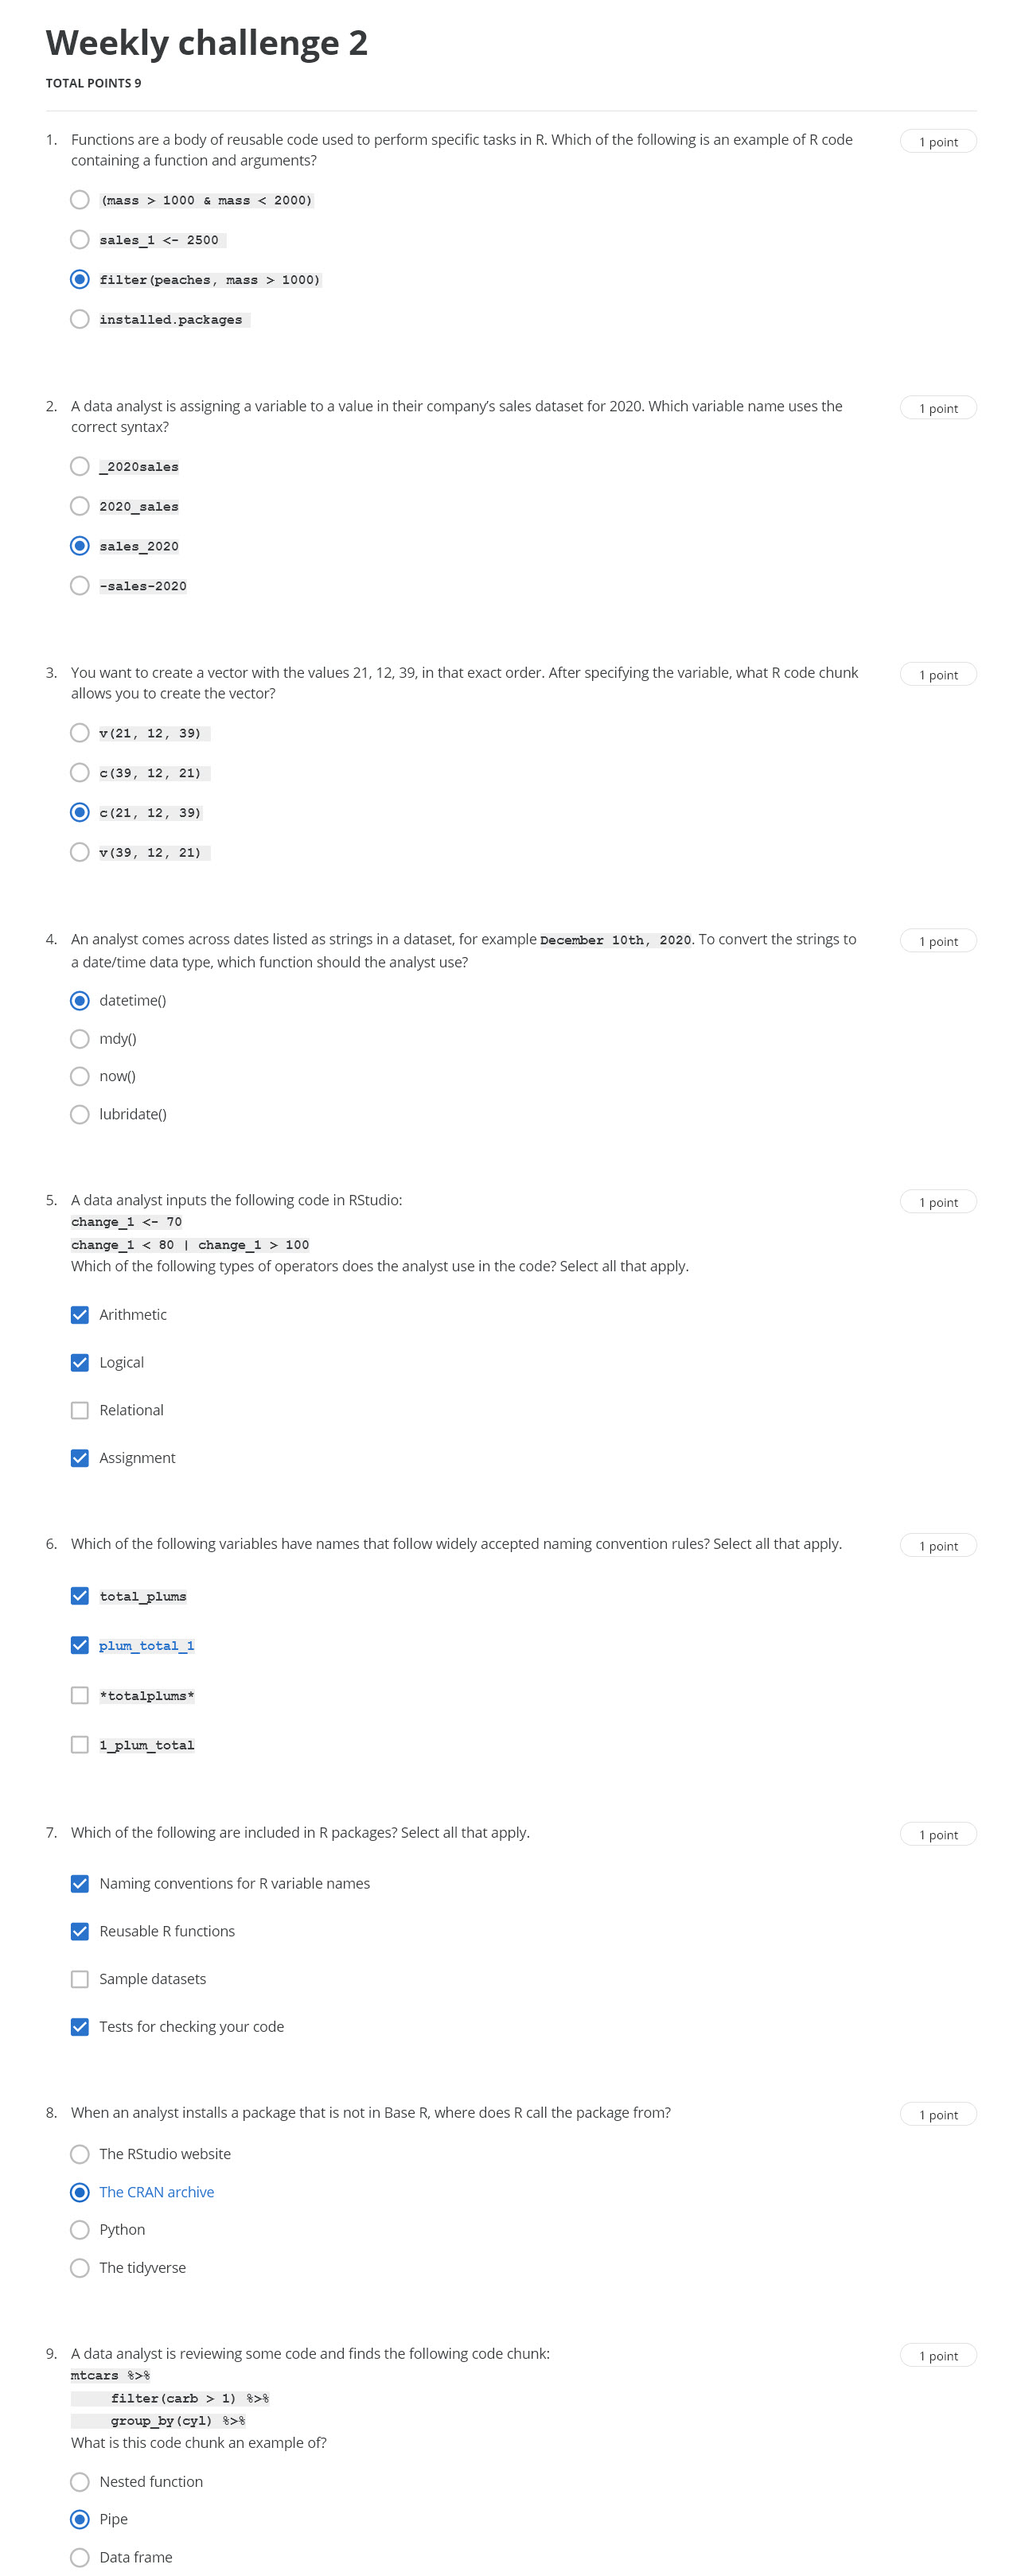 Weekly challenge 2
TOTAL POINTS 9
1. Functions are a body of reusable code used to perform specific tasks in R. Which of the following is an example of R code
containing a function and arguments?
1 point
(mass > 1000 & mass < 2000)
sales_1 <- 2500
filter(peaches, mass > 1000)
installed.packages
2. A data analyst is assigning a variable to a value in their company’s sales dataset for 2020. Which variable name uses the
correct syntax?
1 point
_2020sales
2020_sales
sales_2020
-sales-2020
3. You want to create a vector with the values 21, 12, 39, in that exact order. After specifying the variable, what R code chunk
allows you to create the vector?
1 point
v(21, 12, 39)
c(39, 12, 21)
c(21, 12, 39)
v(39, 12, 21)
4. An analyst comes across dates listed as strings in a dataset, for example December 10th, 2020. To convert the strings to
a date/time data type, which function should the analyst use?
1 point
datetime()
mdy()
now()
lubridate()
5. A data analyst inputs the following code in RStudio:
1 point
change_1 <- 70
change_1 < 80 | change_1 > 100
Which of the following types of operators does the analyst use in the code? Select all that apply.
Arithmetic
Logical
Relational
Assignment
6. Which of the following variables have names that follow widely accepted naming convention rules? Select all that apply.
1 point
total_plums
plum_total_1
*totalplums*
1_plum_total
7. Which of the following are included in R packages? Select all that apply.
1 point
Naming conventions for R variable names
Reusable R functions
Sample datasets
Tests for checking your code
8. When an analyst installs a package that is not in Base R, where does R call the package from?
1 point
The RStudio website
The CRAN archive
Python
The tidyverse
9. A data analyst is reviewing some code and finds the following code chunk:
1 point
mtcars %>%
filter(carb > 1) %>%
group_by(cyl) %>%
What is this code chunk an example of?
Nested function
Pipe
Data frame